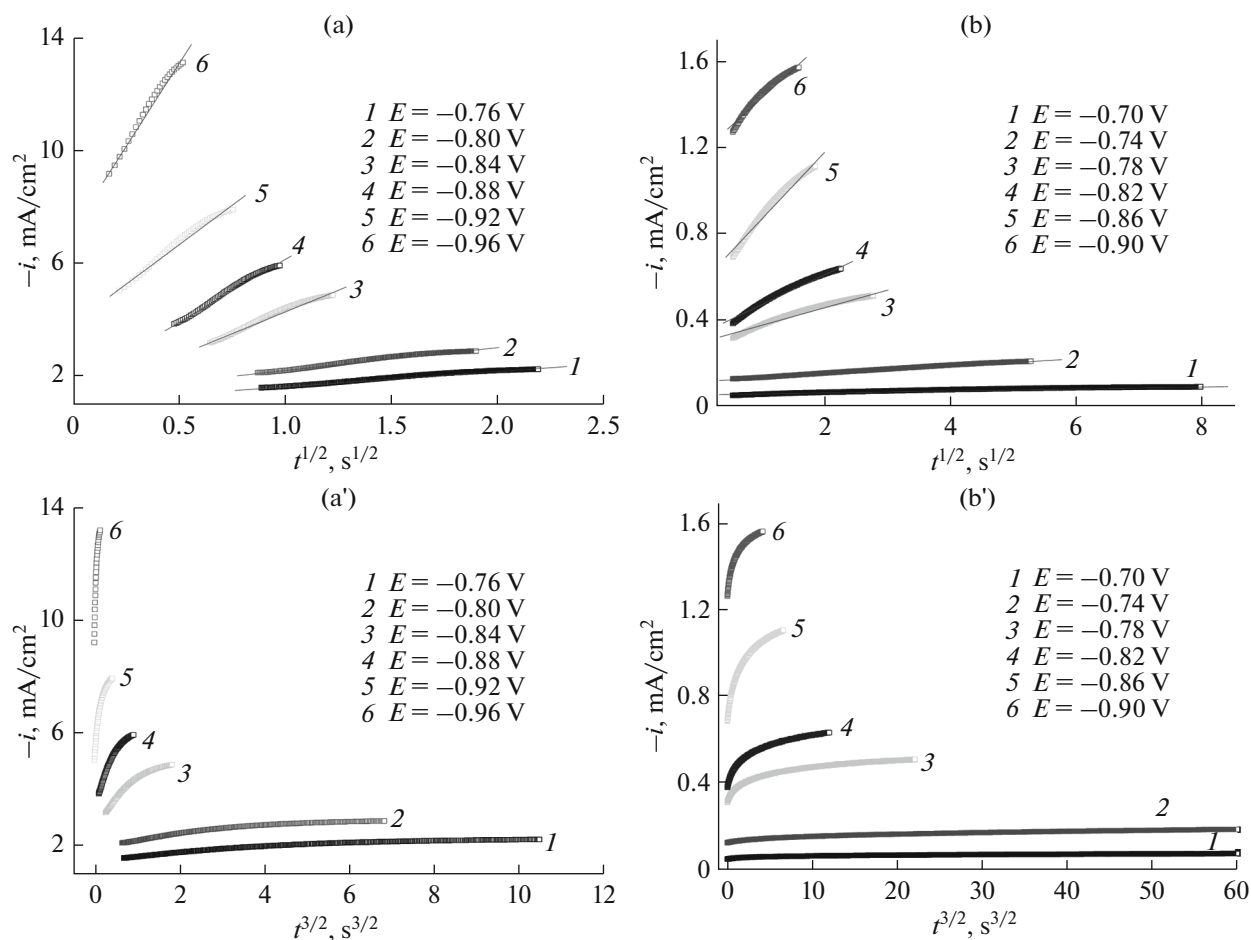 (a)
14
10
6
2
−i, mA/cm²
6
5
4
3
2
1
1 E = −0.76 V
2 E = −0.80 V
3 E = −0.84 V
4 E = −0.88 V
5 E = −0.92 V
6 E = −0.96 V
0 0.5 1.0 1.5 2.0 2.5
t^{1/2}, s^{1/2}
(b)
1.6
1.2
0.8
0.4
0
−i, mA/cm²
6
5
4
3
2
1
1 E = −0.70 V
2 E = −0.74 V
3 E = −0.78 V
4 E = −0.82 V
5 E = −0.86 V
6 E = −0.90 V
2 4 6 8
t^{1/2}, s^{1/2}
(a')
14
10
6
2
−i, mA/cm²
6
5
4
3
2
1
1 E = −0.76 V
2 E = −0.80 V
3 E = −0.84 V
4 E = −0.88 V
5 E = −0.92 V
6 E = −0.96 V
0 2 4 6 8 10 12
t^{3/2}, s^{3/2}
(b')
1.6
1.2
0.8
0.4
0
−i, mA/cm²
6
5
4
3
2
1
1 E = −0.70 V
2 E = −0.74 V
3 E = −0.78 V
4 E = −0.82 V
5 E = −0.86 V
6 E = −0.90 V
0 10 20 30 40 50 60
t^{3/2}, s^{3/2}